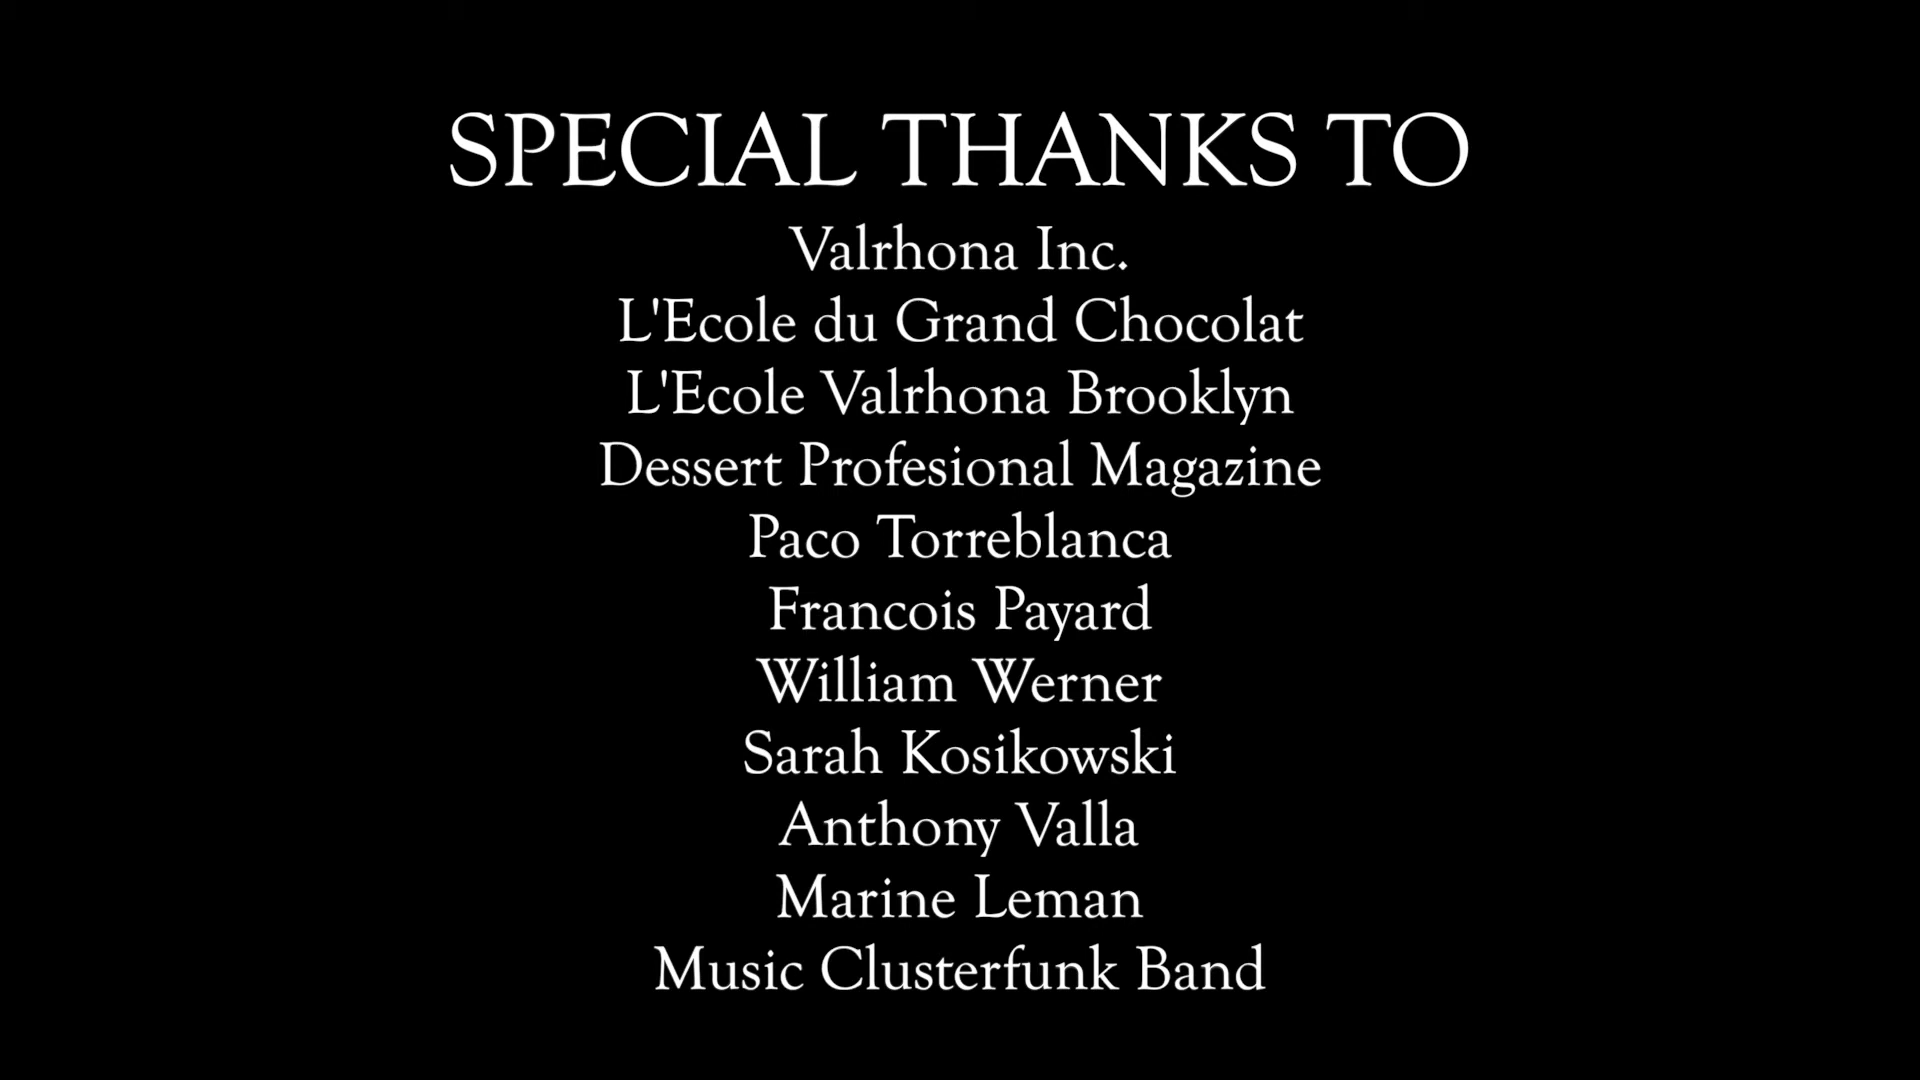 SPECIAL THANKS TO
Valrhona Inc.
L'Ecole du Grand Chocolat
L'Ecole Valrhona Brooklyn
Dessert Profesional Magazine
Paco Torreblanca
Francois Payard
William Werner
Sarah Kosikowski
Anthony Valla
Marine Leman
Music Clusterfunk Band